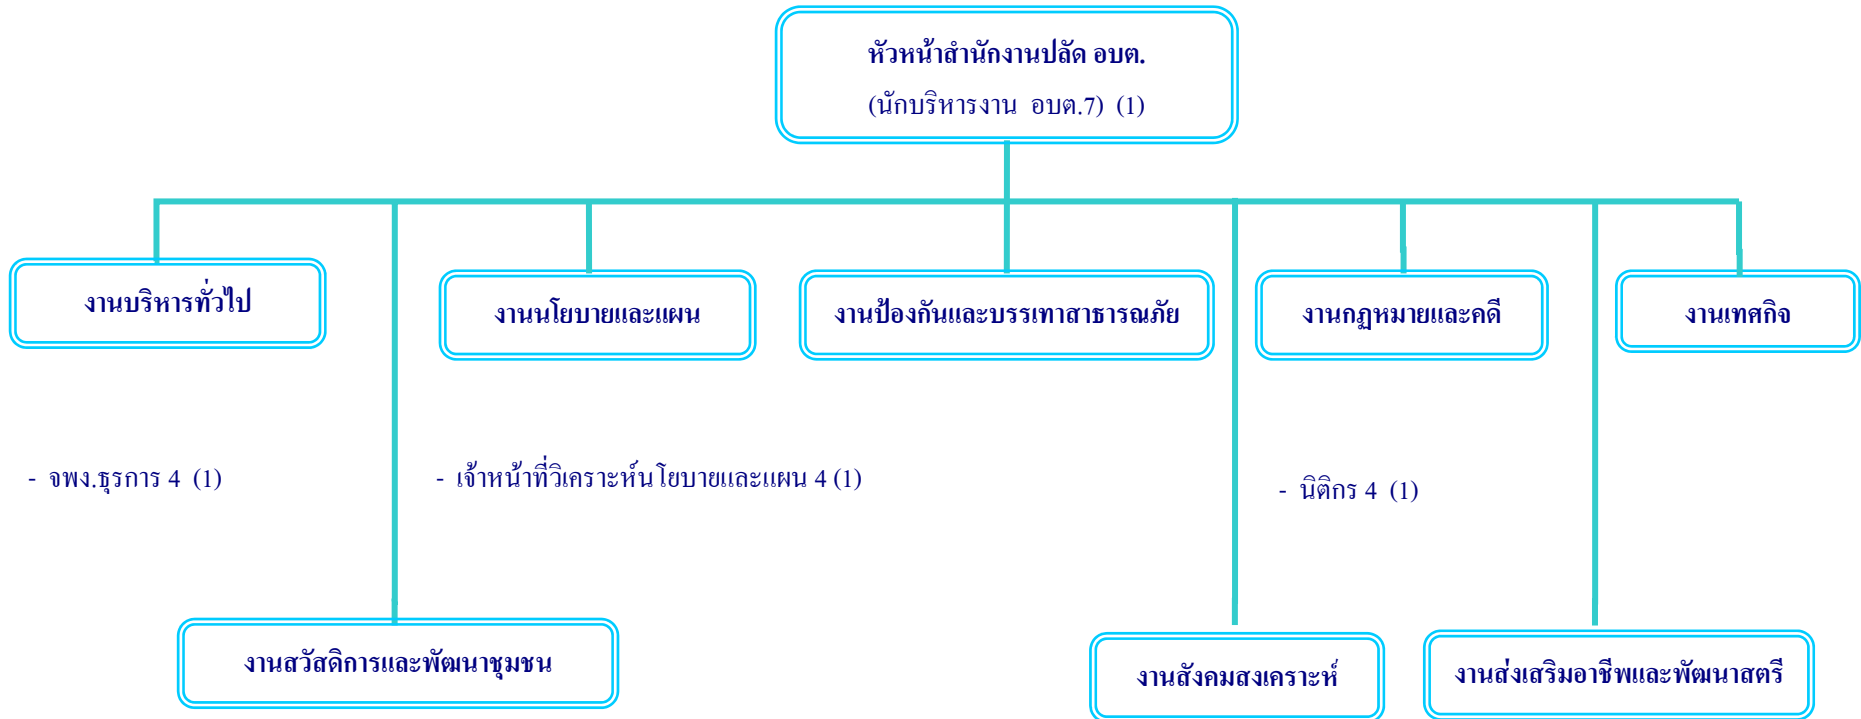 หัวหน้าสำนักงานปลัด อบต.
(นักบริหารงาน อบต.7) (1)
งานบริหารทั่วไป
งานนโยบายและแผน
งานป้องกันและบรรเทาสาธารณภัย
งานกฎหมายและคดี
งานเทศกิจ
- จพง.ธุรการ 4 (1)
- เจ้าหน้าที่วิเคราะห์นโยบายและแผน 4 (1)
- นิติกร 4 (1)
งานสวัสดิการและพัฒนาชุมชน
งานสังคมสงเคราะห์
งานส่งเสริมอาชีพและพัฒนาสตรี